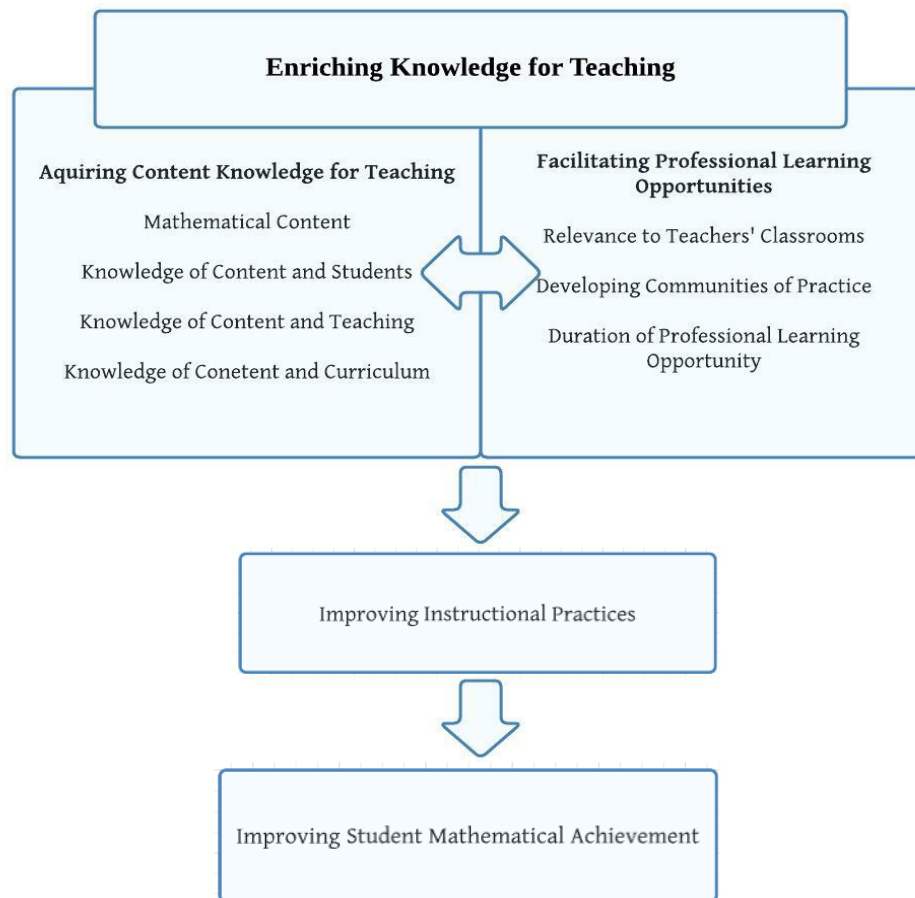 Enriching Knowledge for Teaching
Aquiring Content Knowledge for Teaching
Mathematical Content
Knowledge of Content and Students
Knowledge of Content and Teaching
Knowledge of Conetent and Curriculum
Facilitating Professional Learning
Opportunities
Relevance to Teachers' Classrooms
Developing Communities of Practice
Duration of Professional Learning
Opportunity
Improving Instructional Practices
Improving Student Mathematical Achievement